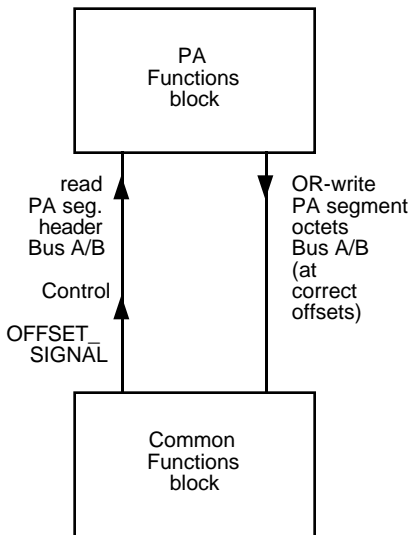 PA
Functions
block
read
PA seg.
header
Bus A/B
Control
OFFSET_
SIGNAL
OR-write
PA segment
octets
Bus A/B
(at
correct
offsets)
Common
Functions
block